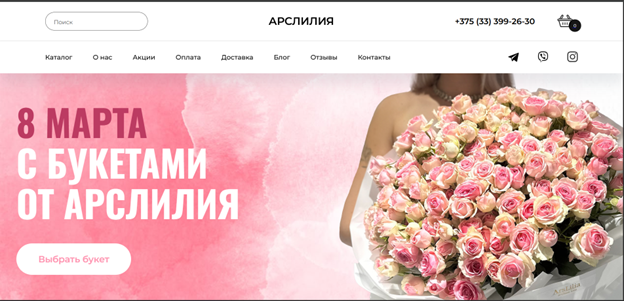 Поиск
АРСЛИЛИЯ
+375 (33) 399-26-30
0
Каталог О нас Акции Оплата Доставка Блог Отзывы Контакты
8 МАРТА
С БУКЕТАМИ
ОТ АРСЛИЛИЯ
Выбрать букет